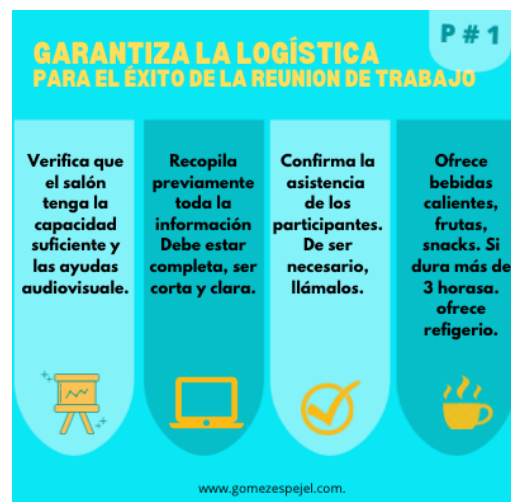 P # 1
GARANTIZA LA LOGÍSTICA
PARA EL ÉXITO DE LA REUNION DE TRABAJO
Verifica que
el salón
tenga la
capacidad
suficiente y
las ayudas
audiovisuale.
Recopila
previamente
toda la
información
Debe estar
completa, ser
corta y clara.
Confirma la
asistencia
de los
participantes.
De ser
necesario,
llámalos.
Ofrece
bebidas
calientes,
frutas,
snacks. Si
dura más de
3 horasa.
ofrece
refigerio.
www.gomezespejel.com.